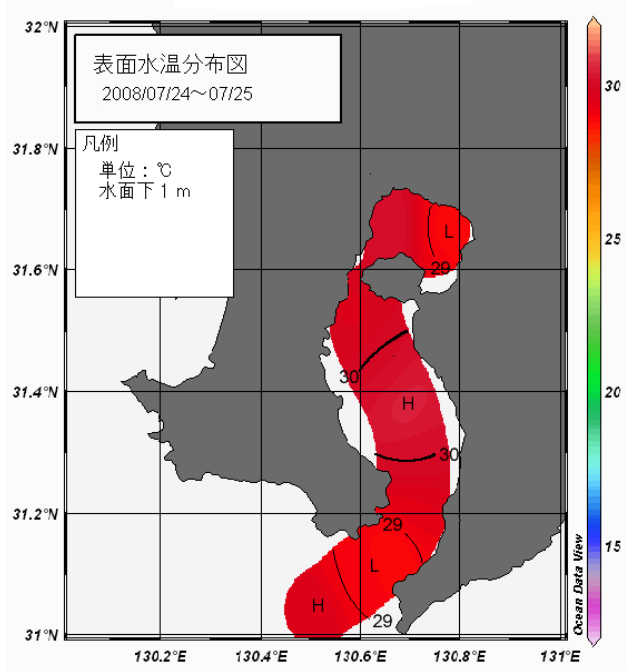 表面水温分布図
2008/07/24～07/25
凡例
単位：℃
水面下１ｍ
32°N
31.8°N
31.6°N
31.4°N
31.2°N
31°N
130.2°E
130.4°E
130.6°E
130.8°E
131°E
L
29
30
H
30
29
L
H
29
30
25
20
15
Ocean Data View